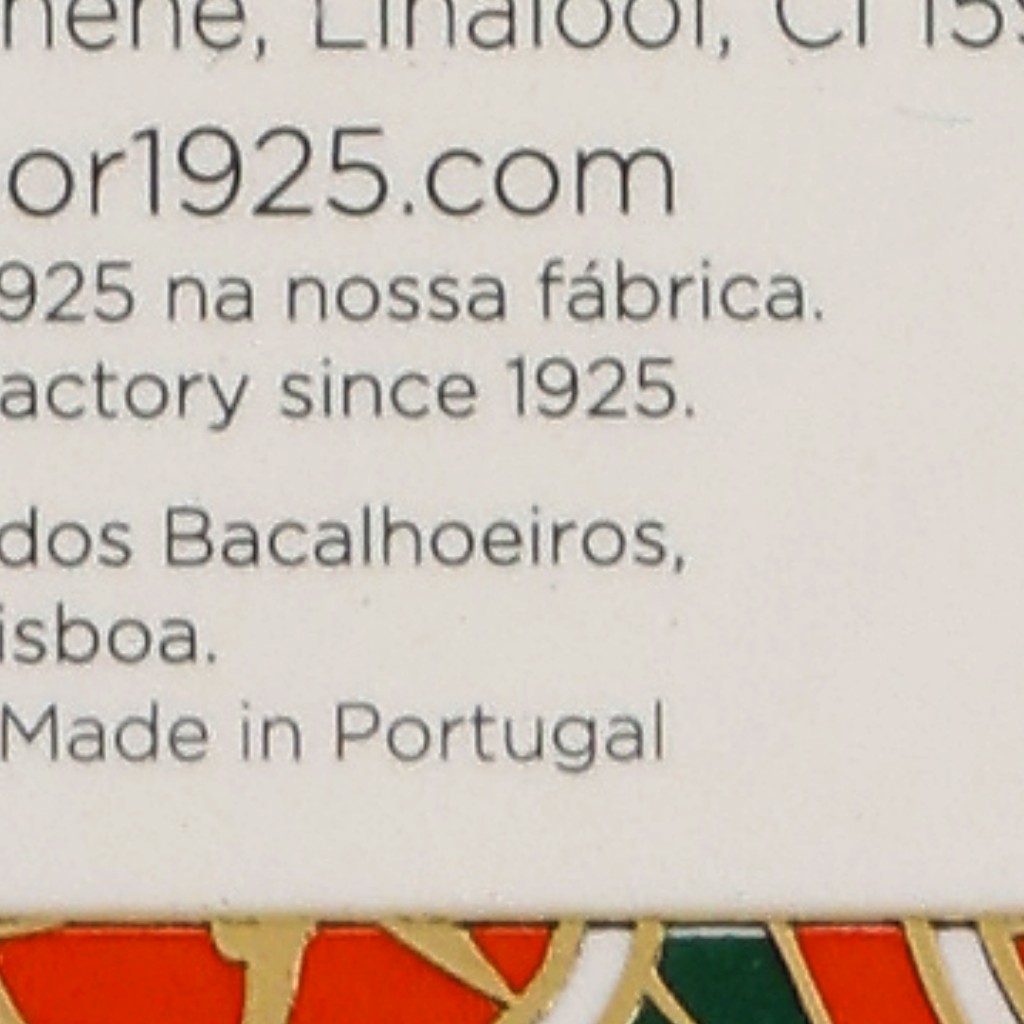 nene, Linalool, CI 15
or1925.com
925 na nossa fábrica.
actory since 1925.
dos Bacalhoeiros,
isboa.
Made in Portugal